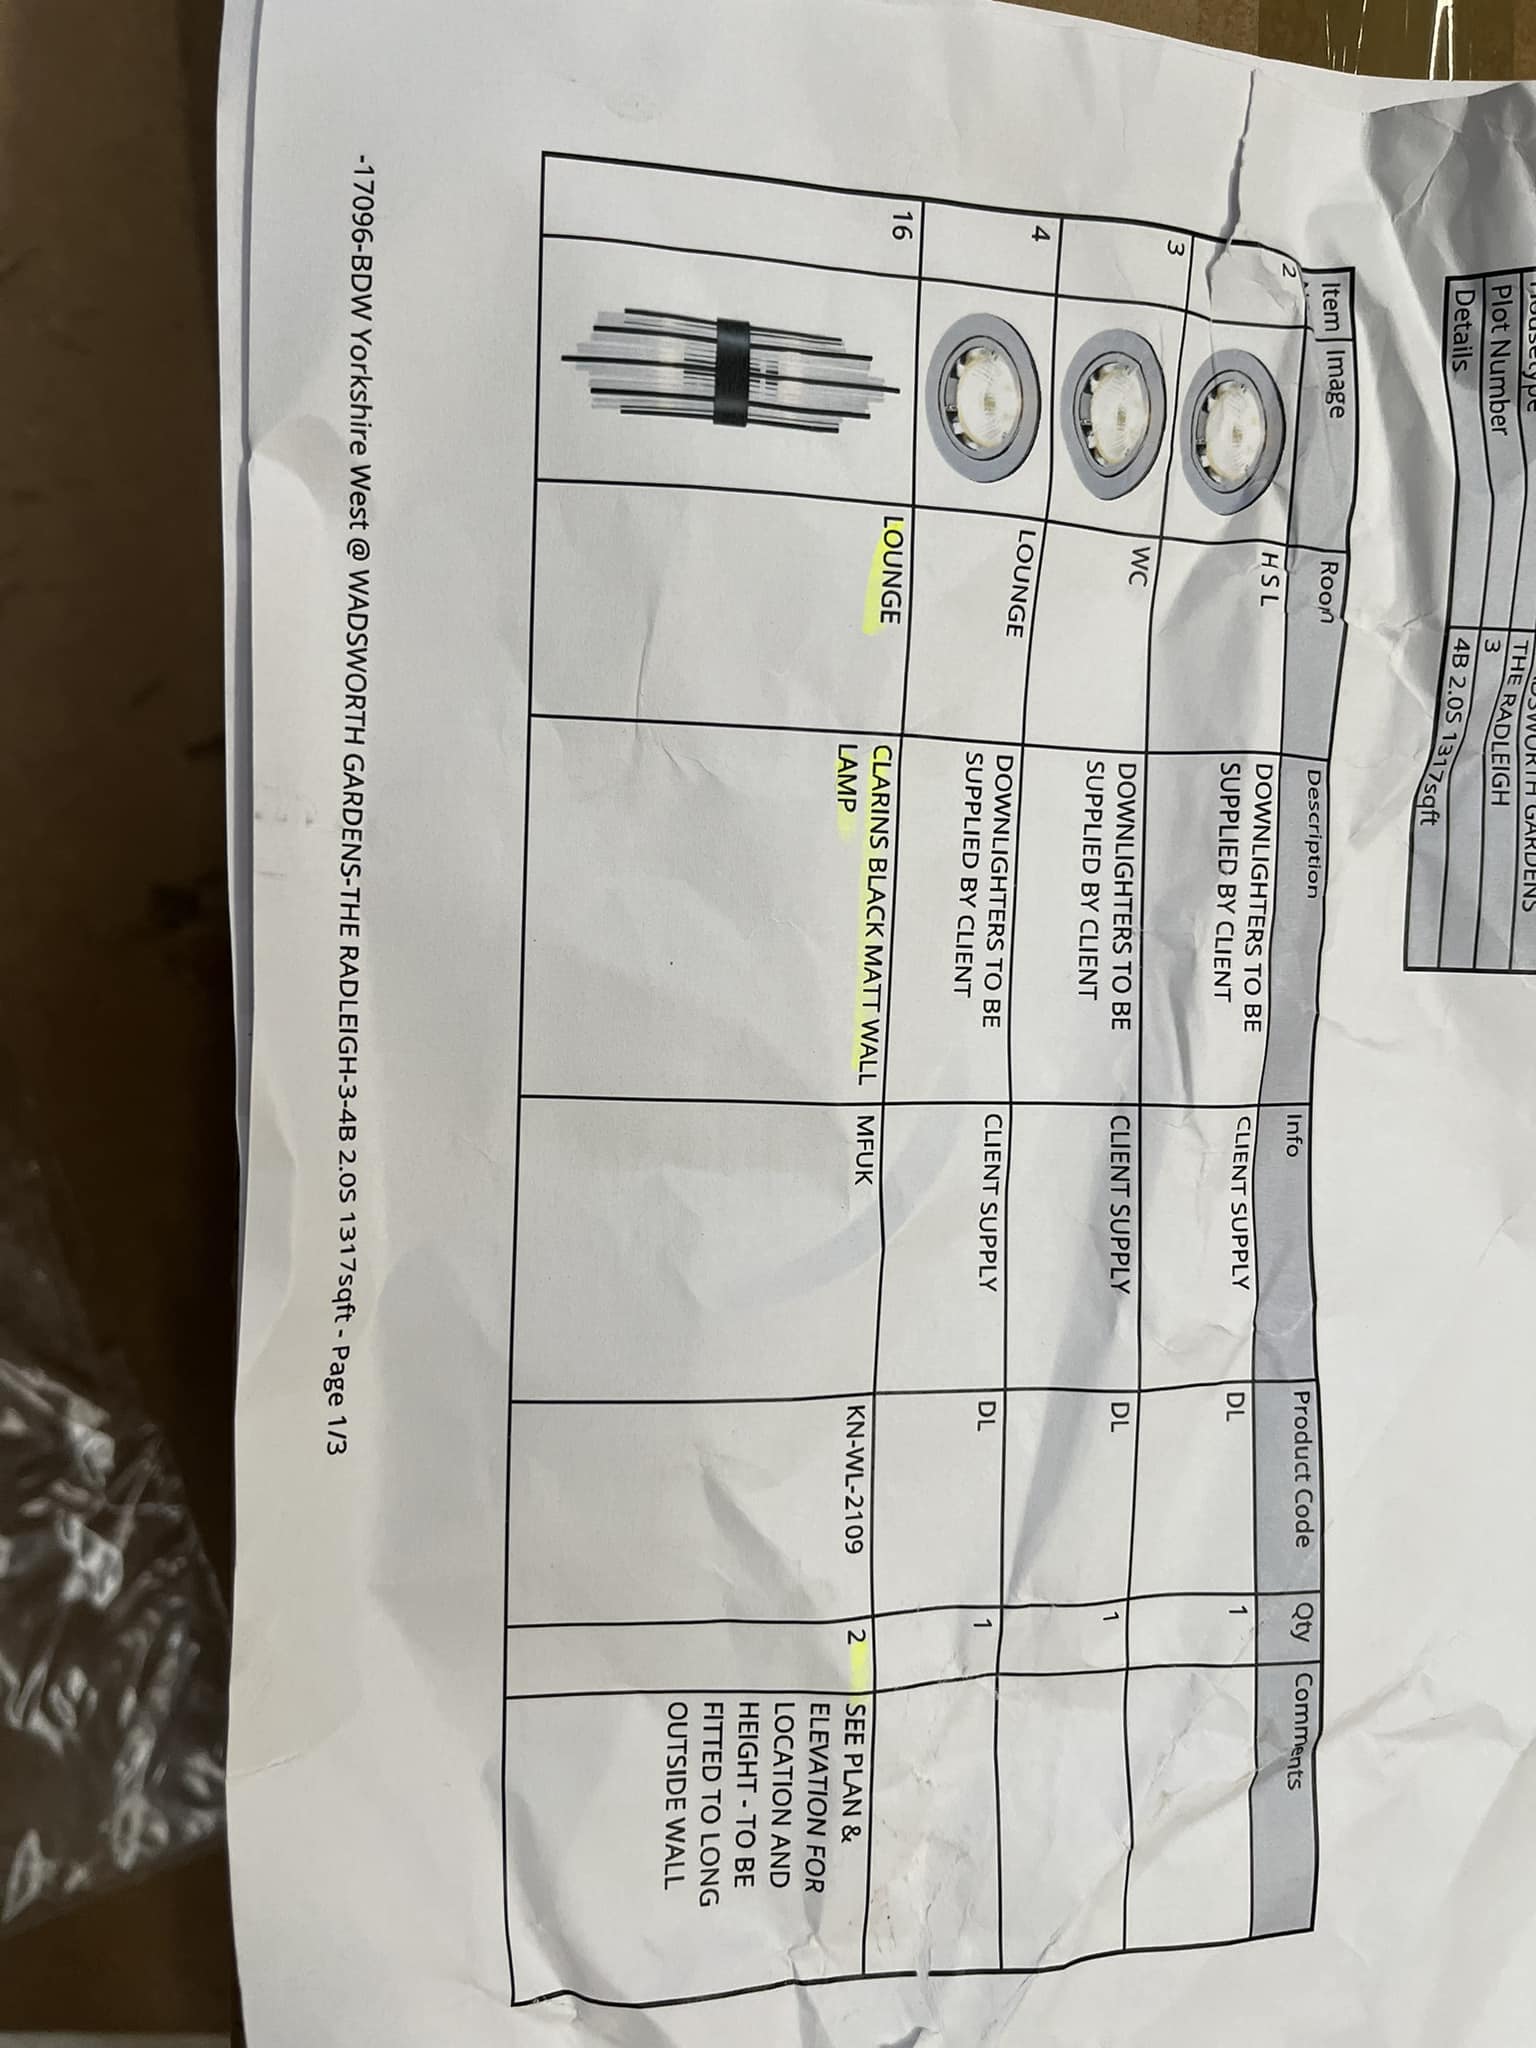 Plot Number 3
Details 4B 2.0S 1317sqft
THE RADLEIGH
GARDENS
Item Image Room Description Info Product Code Qty Comments
2 HSL DOWNLIGHTERS TO BE CLIENT SUPPLY DL 1
SUPPLIED BY CLIENT
3 WC DOWNLIGHTERS TO BE CLIENT SUPPLY DL 1
SUPPLIED BY CLIENT
4 LOUNGE DOWNLIGHTERS TO BE CLIENT SUPPLY DL 1
SUPPLIED BY CLIENT
16 LOUNGE CLARINS BLACK MATT WALL MFUK KN-WL-2109 2 SEE PLAN &
LAMP ELEVATION FOR
LOCATION AND
HEIGHT - TO BE
FITTED TO LONG
OUTSIDE WALL
-17096-BDW Yorkshire West @ WADSWORTH GARDENS-THE RADLEIGH-3-4B 2.0S 1317sqft - Page 1/3